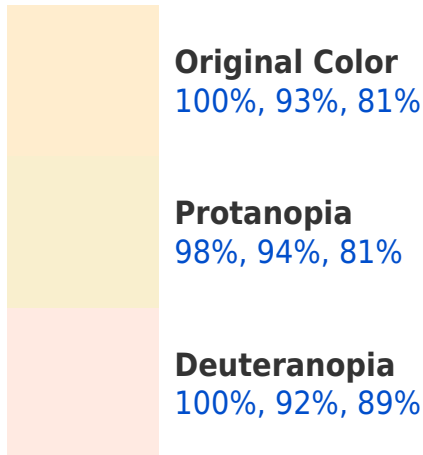 Original Color
100%, 93%, 81%
Protanopia
98%, 94%, 81%
Deuteranopia
100%, 92%, 89%